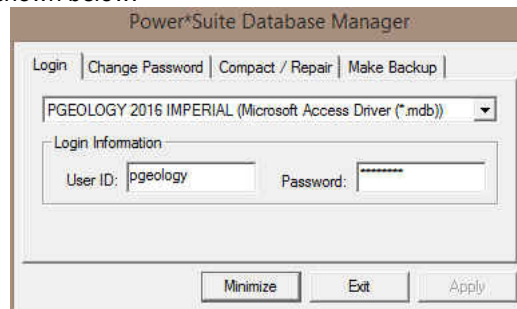 shown below
Power*Suite Database Manager
Login Change Password Compact / Repair Make Backup
PGEOLOGY 2016 IMPERIAL (Microsoft Access Driver (*.mdb))
Login Information
User ID: pgeology Password: ********
Minimize Exit Apply